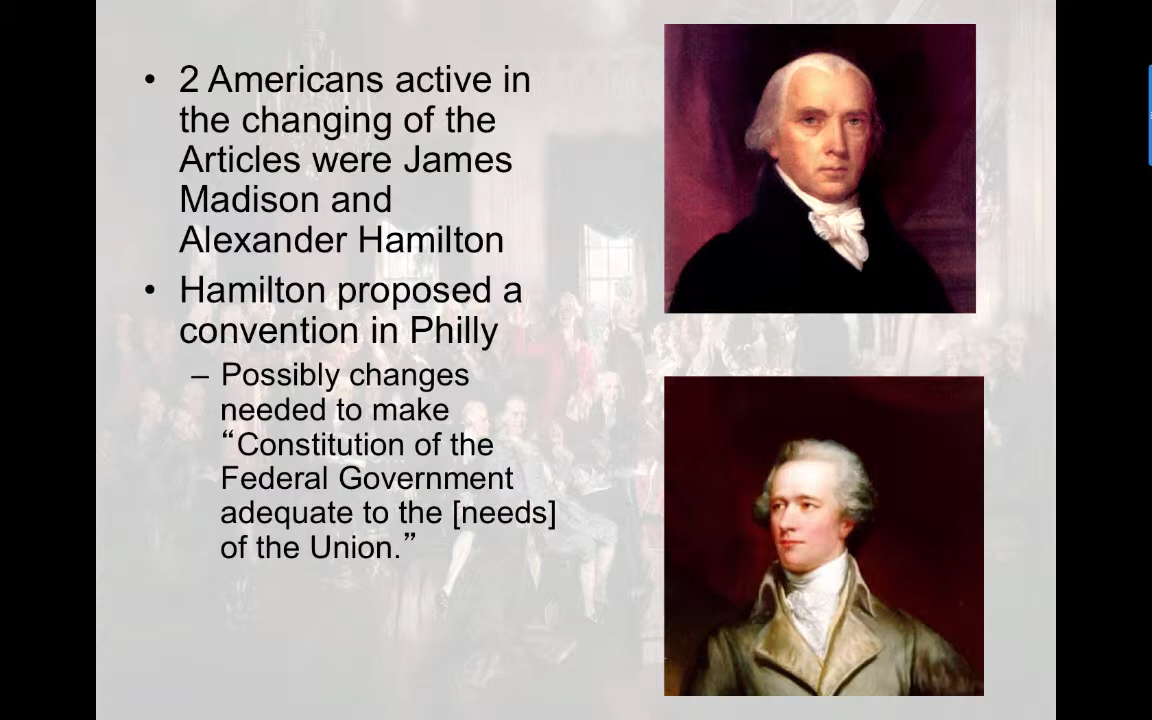 • 2 Americans active in
the changing of the
Articles were James
Madison and
Alexander Hamilton
• Hamilton proposed a
convention in Philly
– Possibly changes
needed to make
“Constitution of the
Federal Government
adequate to the [needs]
of the Union.”